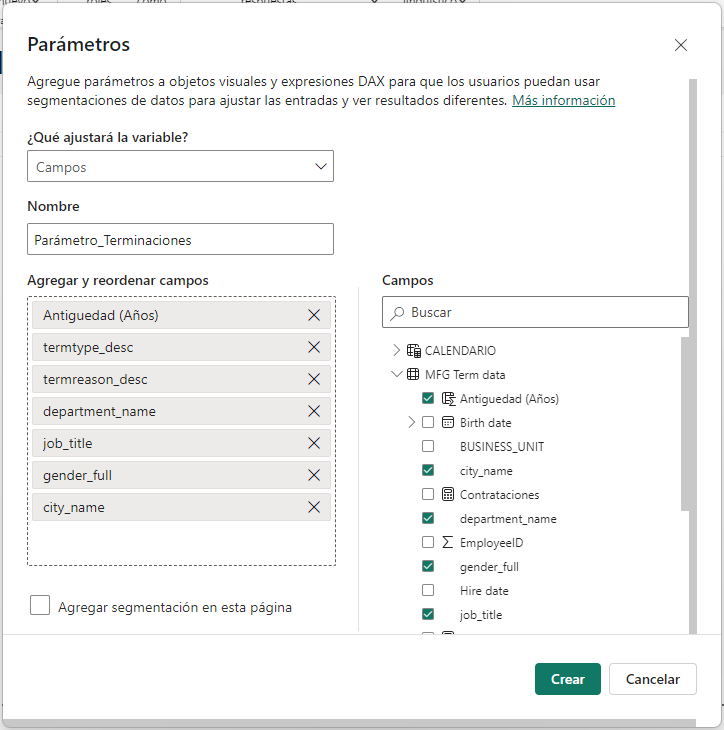 Parámetros
Agregue parámetros a objetos visuales y expresiones DAX para que los usuarios puedan usar
segmentaciones de datos para ajustar las entradas y ver resultados diferentes. Más información
¿Qué ajustará la variable?
Campos
Nombre
Parámetro_Terminaciones
Agregar y reordenar campos
Antiguedad (Años)
termtype_desc
termreason_desc
department_name
job_title
gender_full
city_name
Agregar segmentación en esta página
Campos
Buscar
CALENDARIO
MFG Term data
Antiguedad (Años)
Birth date
BUSINESS_UNIT
city_name
Contrataciones
department_name
EmployeeID
gender_full
Hire date
job_title
Crear
Cancelar